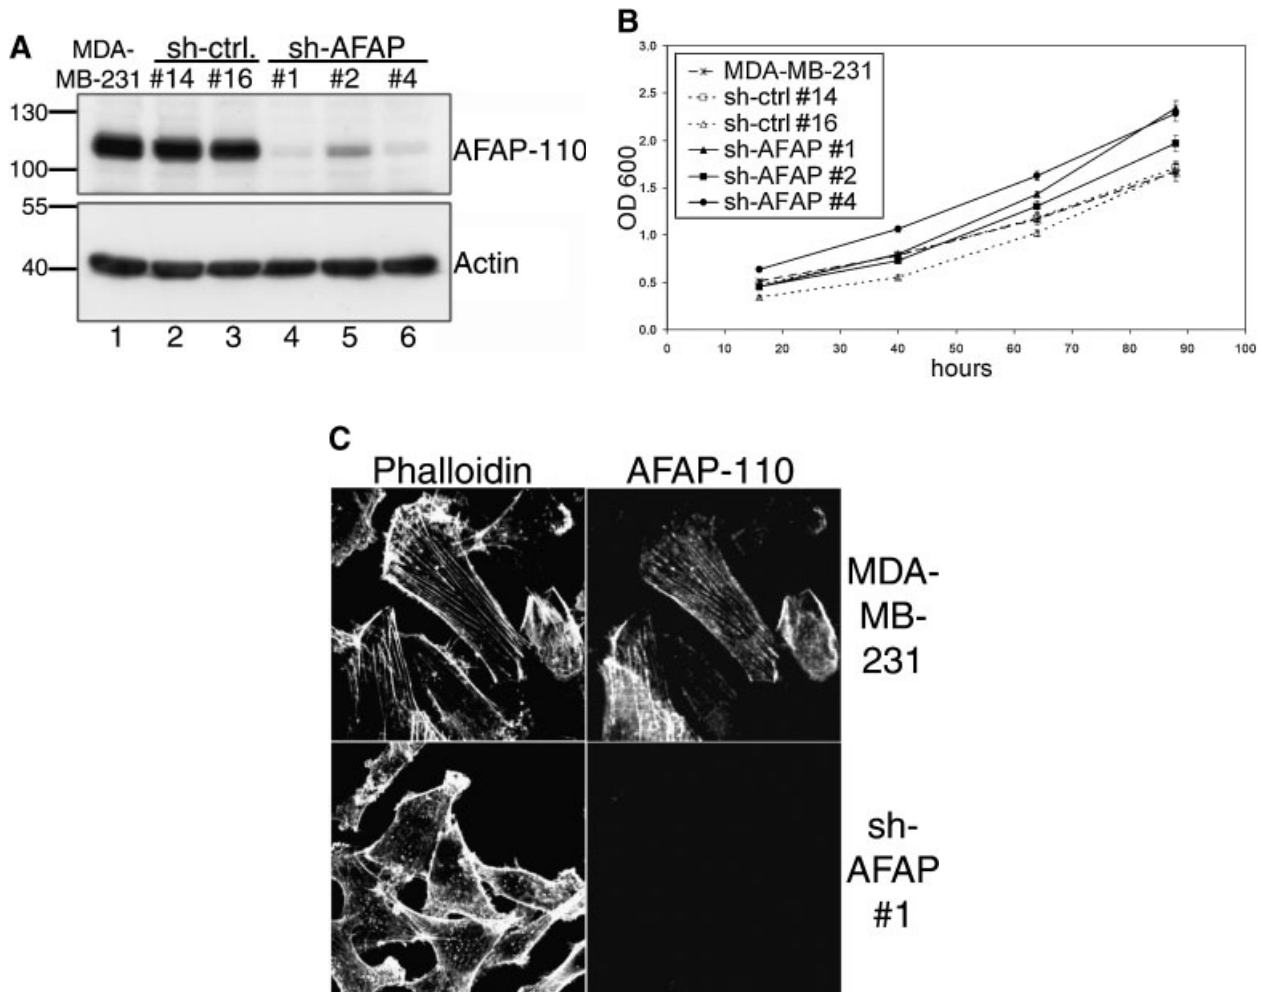 A
MDA-
MB-231
sh-ctrl.
#14 #16
sh-AFAP
#1 #2 #4
130
100
AFAP-110
55
40
Actin
1 2 3 4 5 6
B
3.0
2.5
2.0
1.5
1.0
0.5
0.0
OD 600
MDA-MB-231
sh-ctrl #14
sh-ctrl #16
sh-AFAP #1
sh-AFAP #2
sh-AFAP #4
0 10 20 30 40 50 60 70 80 90 100
hours
C
Phalloidin AFAP-110
MDA-
MB-
231
sh-
AFAP
#1